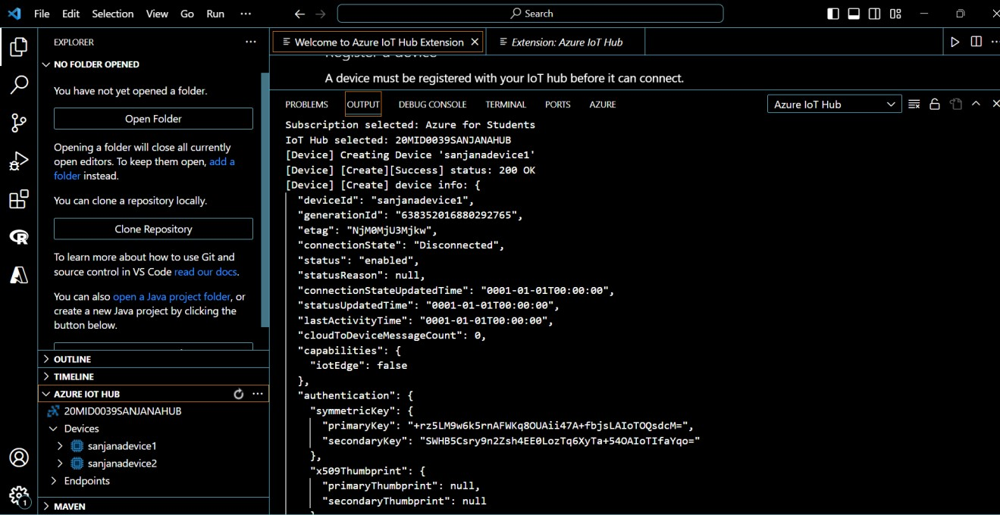 File Edit Selection View Go Run ...
Search
EXPLORER
NO FOLDER OPENED
You have not yet opened a folder.
Open Folder
Opening a folder will close all currently
open editors. To keep them open, add a
folder instead.
You can clone a repository locally.
Clone Repository
To learn more about how to use Git and
source control in VS Code read our docs.
You can also open a Java project folder, or
create a new Java project by clicking the
button below.
OUTLINE
TIMELINE
AZURE IOT HUB
20MID0039SANJANAHUB
Devices
sanjanadevice1
sanjanadevice2
Endpoints
MAVEN
1
Welcome to Azure IoT Hub Extension
Extension: Azure IoT Hub
Register a device
A device must be registered with your IoT hub before it can connect.
PROBLEMS OUTPUT DEBUG CONSOLE TERMINAL PORTS AZURE
Azure IoT Hub
Subscription selected: Azure for Students
IoT Hub selected: 20MID0039SANJANAHUB
[Device] Creating Device 'sanjanadevice1'
[Device] [Create][Success] status: 200 OK
[Device] [Create] device info: {
"deviceId": "sanjanadevice1",
"generationId": "638352016880292765",
"etag": "NjM0MjU3Mjkw",
"connectionState": "Disconnected",
"status": "enabled",
"statusReason": null,
"connectionStateUpdatedTime": "0001-01-01T00:00:00",
"statusUpdatedTime": "0001-01-01T00:00:00",
"lastActivityTime": "0001-01-01T00:00:00",
"cloudToDeviceMessageCount": 0,
"capabilities": {
"iotEdge": false
},
"authentication": {
"symmetricKey": {
"primaryKey": "+rz5LM9w6k5rnAFWKq8OUAii47A+fbjsLAIoTOQsdcM=",
"secondaryKey": "SWHB5Csry9n2Zsh4EE0LozTq6XyTa+54OAIoTIfaYqo="
},
"x509Thumbprint": {
"primaryThumbprint": null,
"secondaryThumbprint": null